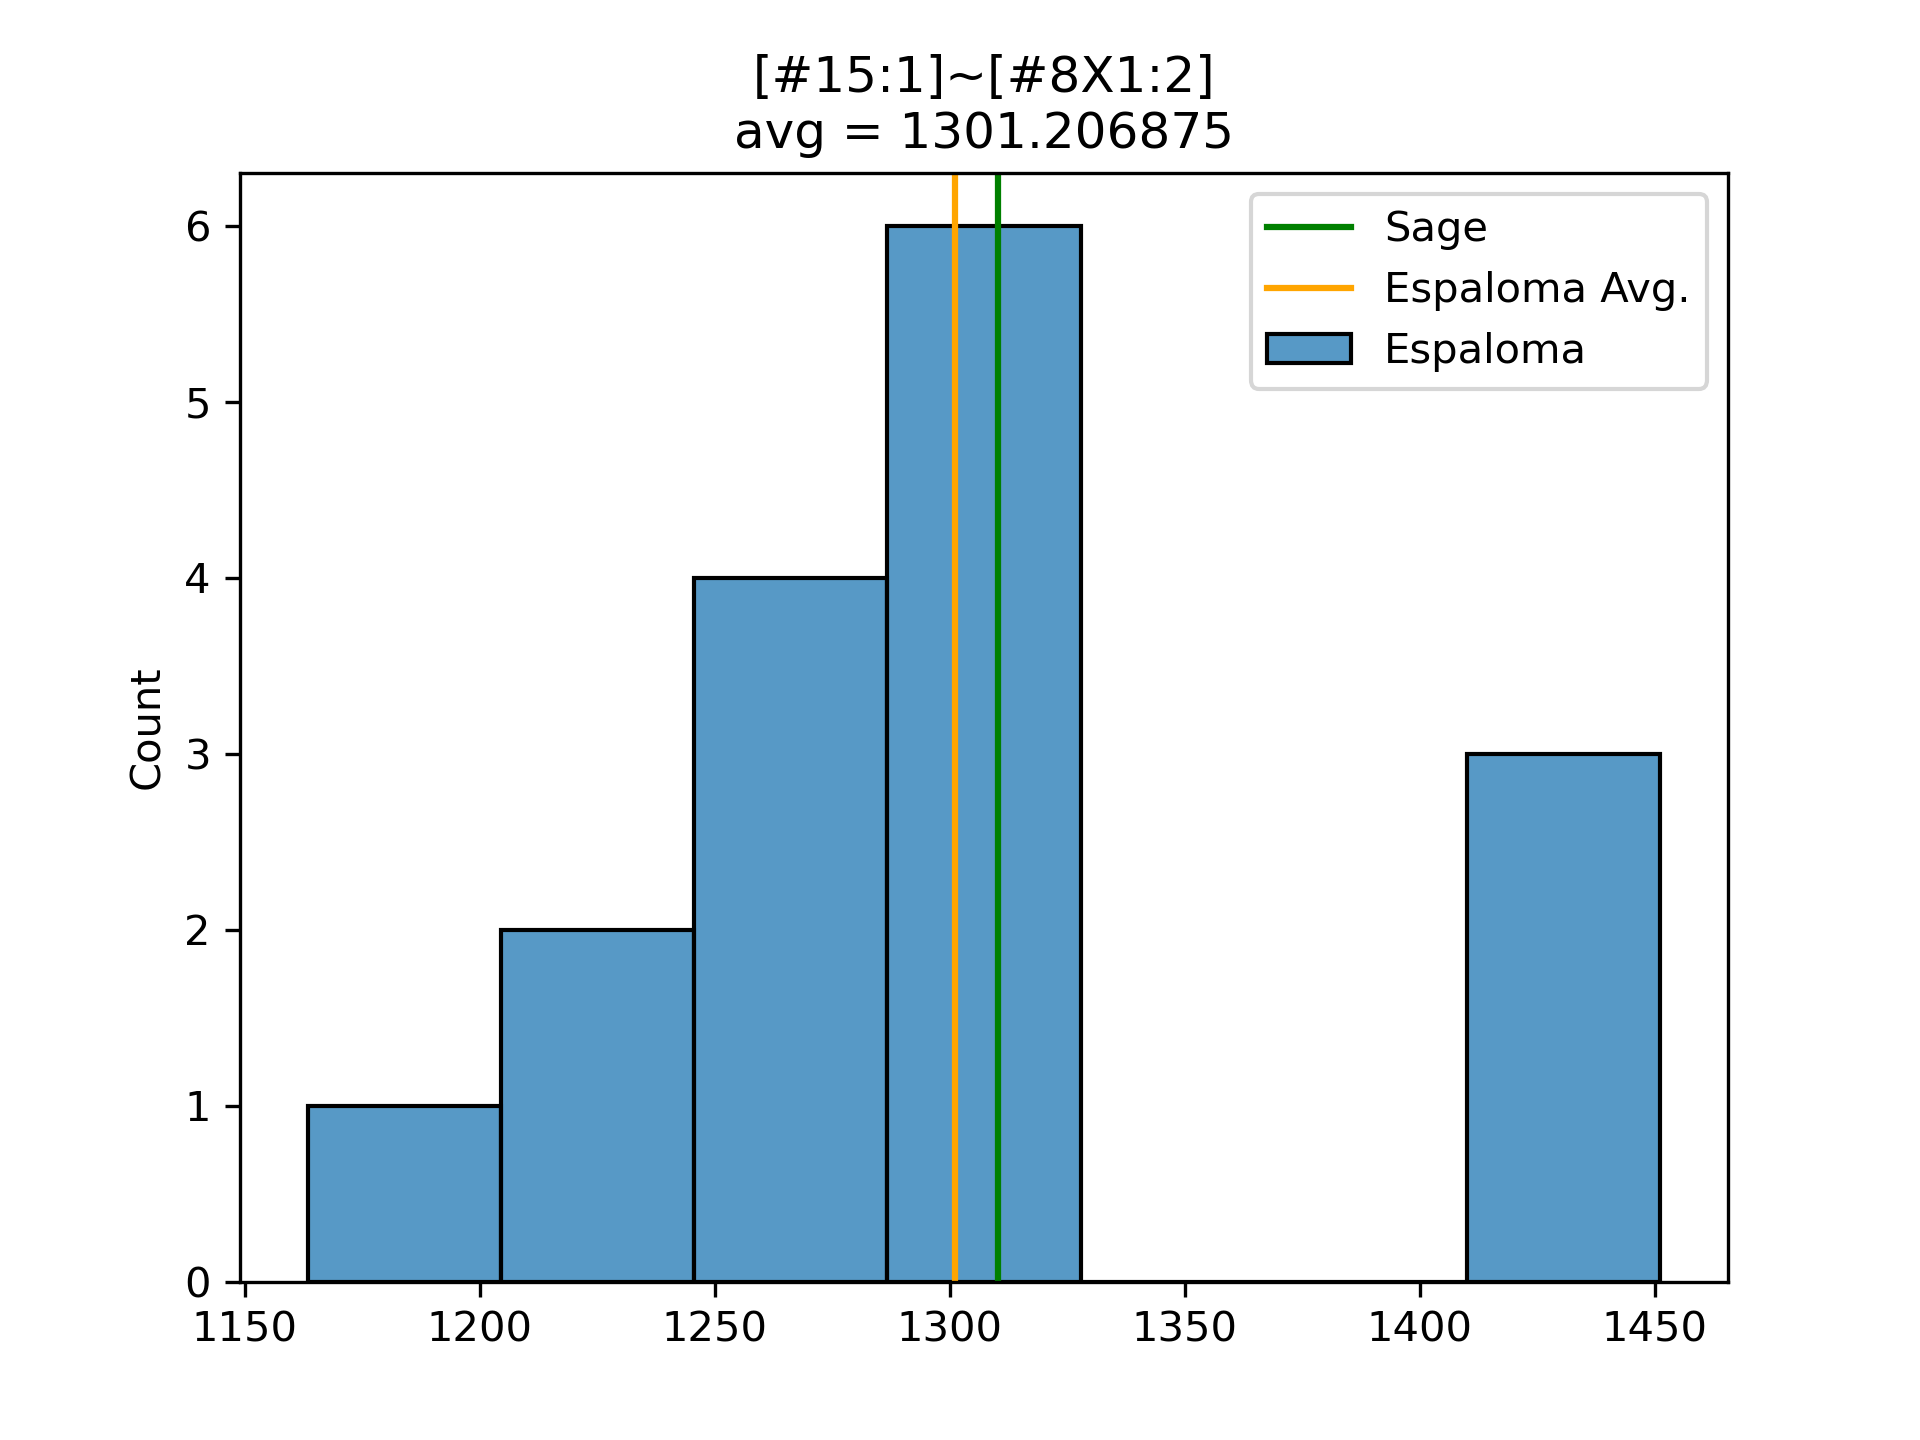 [#15:1]~[#8X1:2]
avg = 1301.206875
Sage
Espaloma Avg.
Espaloma
6
5
4
3
2
1
0
Count
1150 1200 1250 1300 1350 1400 1450